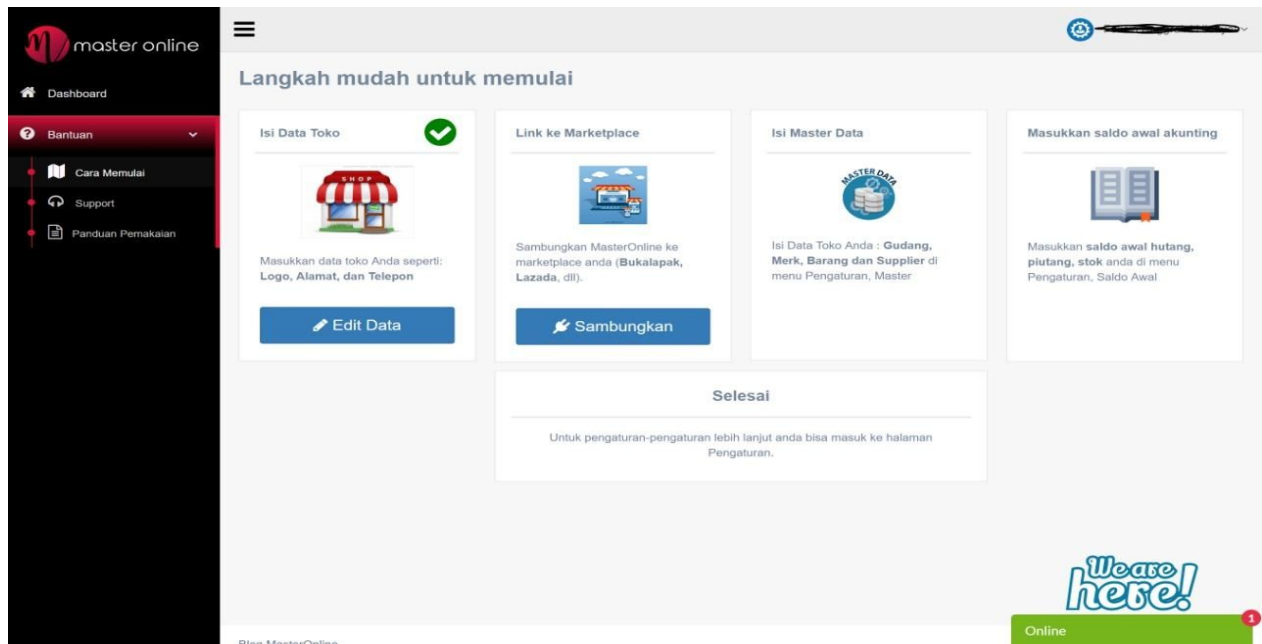 master online
Dashboard
Bantuan
Cara Memulai
Support
Panduan Pemakaian
Langkah mudah untuk memulai
Isi Data Toko
SHOP
Masukkan data toko Anda seperti:
Logo, Alamat, dan Telepon
Edit Data
Link ke Marketplace
Sambungkan MasterOnline ke
marketplace anda (Bukalapak,
Lazada, dll).
Sambungkan
Isi Master Data
MASTER DATA
Isi Data Toko Anda : Gudang,
Merk, Barang dan Supplier di
menu Pengaturan, Master
Masukkan saldo awal akunting
Masukkan saldo awal hutang,
piutang, stok anda di menu
Pengaturan, Saldo Awal
Selesai
Untuk pengaturan-pengaturan lebih lanjut anda bisa masuk ke halaman
Pengaturan.
We are
here!
1
Online
Blog MasterOnline